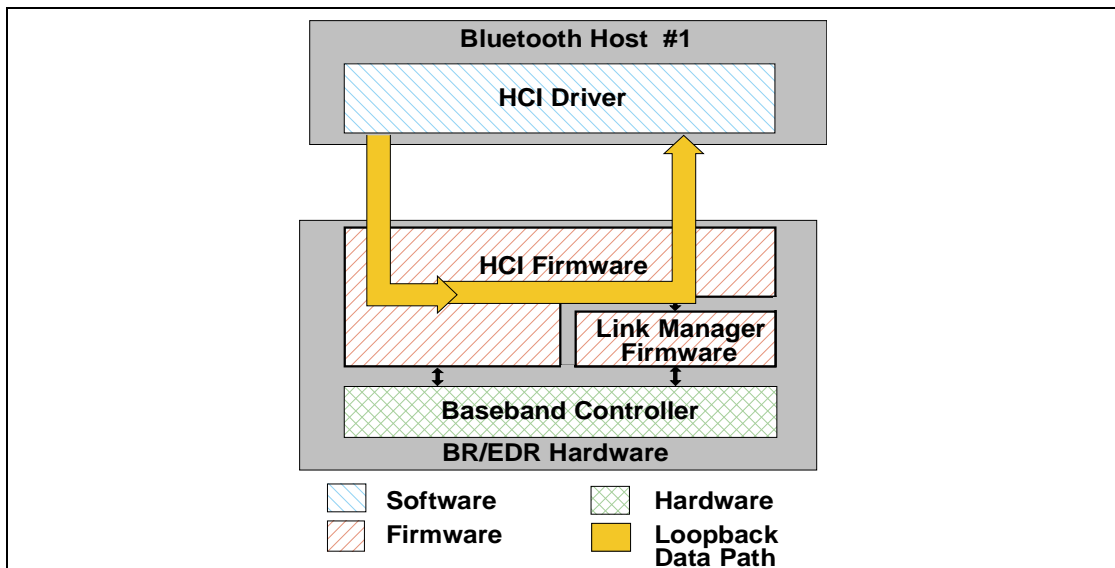 Bluetooth Host #1
HCI Driver
HCI Firmware
Link Manager
Firmware
Baseband Controller
BR/EDR Hardware
Software
Hardware
Firmware
Loopback
Data Path